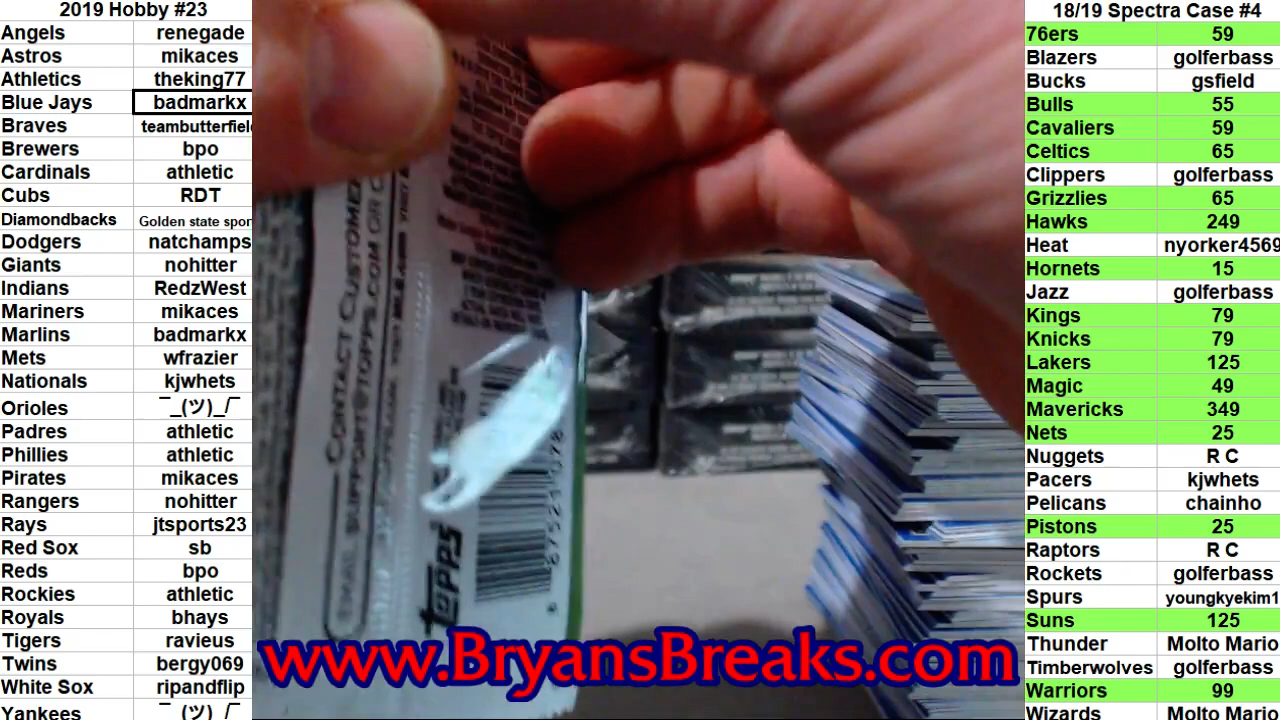 2019 Hobby #23
Angels renegade
Astros mikaces
Athletics theking77
Blue Jays badmarkx
Braves teambutterfiel
Brewers bpo
Cardinals athletic
Cubs RDT
Diamondbacks Golden state spor
Dodgers natchamps
Giants nohitter
Indians RedzWest
Mariners mikaces
Marlins badmarkx
Mets wfrazier
Nationals kjwhets
Orioles ¯_(ツ)_/¯
Padres athletic
Phillies athletic
Pirates mikaces
Rangers nohitter
Rays jtsports23
Red Sox sb
Reds bpo
Rockies athletic
Royals bhays
Tigers ravieus
Twins bergy069
White Sox ripandflip
Yankees ¯_(ツ)_/¯
CONTACT CUSTOMER
topps
www.BryansBreaks.com
18/19 Spectra Case #4
76ers 59
Blazers golferbass
Bucks gsfield
Bulls 55
Cavaliers 59
Celtics 65
Clippers golferbass
Grizzlies 65
Hawks 249
Heat nyorker4569
Hornets 15
Jazz golferbass
Kings 79
Knicks 79
Lakers 125
Magic 49
Mavericks 349
Nets 25
Nuggets R C
Pacers kjwhets
Pelicans chainho
Pistons 25
Raptors R C
Rockets golferbass
Spurs youngkyekim1
Suns 125
Thunder Molto Mario
Timberwolves golferbass
Warriors 99
Wizards Molto Mario